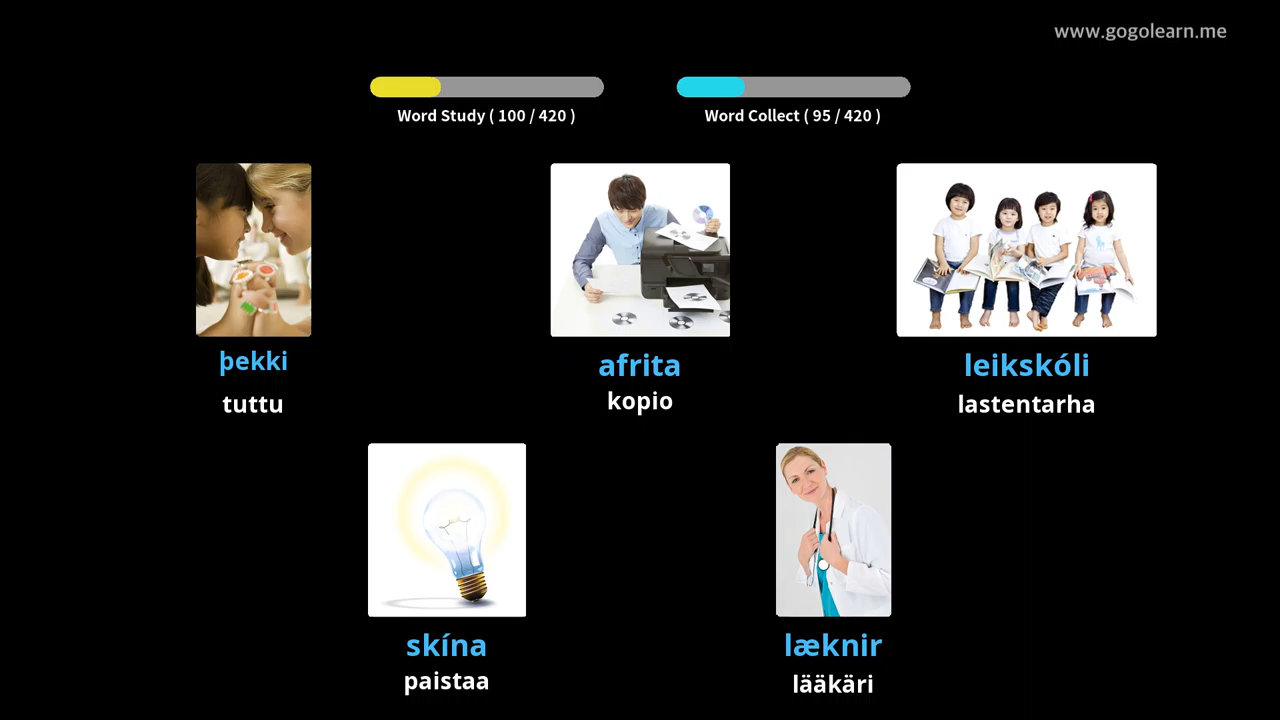 www.gogolearn.me
Word Study ( 100 / 420 )
Word Collect ( 95 / 420 )
þekki
tuttu
afrita
kopio
leikskóli
lastentarha
skína
paistaa
læknir
lääkäri